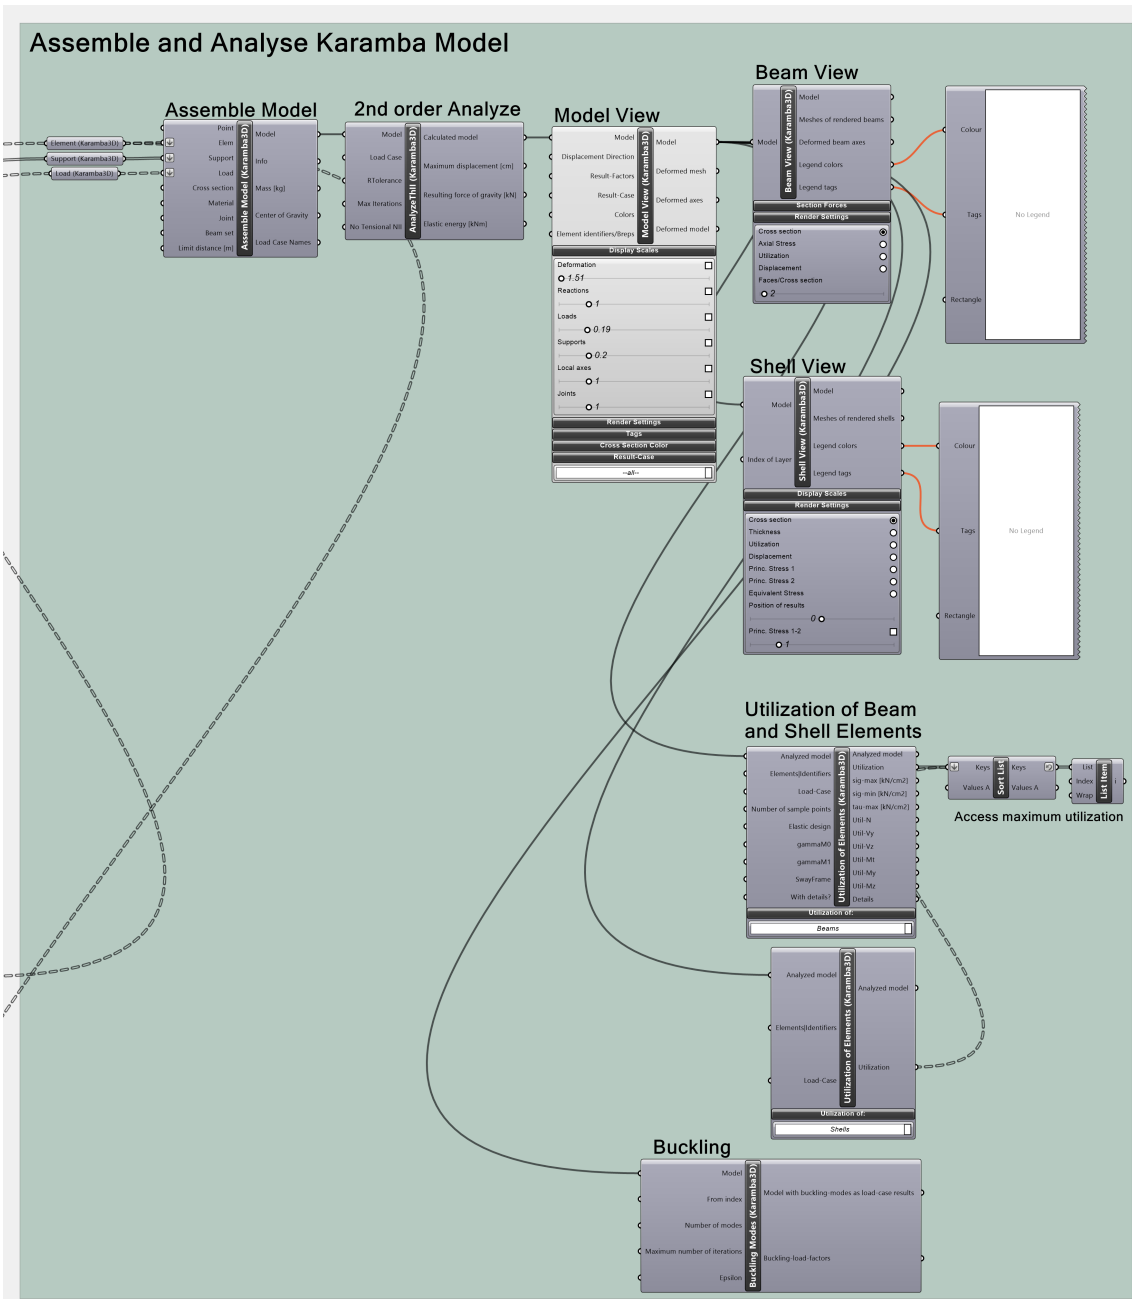 Assemble and Analyse Karamba Model
Assemble Model
Element (Karamba3D)
Support (Karamba3D)
Load (Karamba3D)
Point
Elem
Support
Load
Cross section
Material
Joint
Beam set
Limit distance [m]
Assemble Model (Karamba3D)
Model
Info
Mass [kg]
Center of Gravity
Load Case Names
2nd order Analyze
Model
Load Case
RTolerance
Max Iterations
No Tensional NII
AnalyzeThII (Karamba3D)
Calculated model
Maximum displacement [cm]
Resulting force of gravity [kN]
Elastic energy [kNm]
Model View
Model
Displacement Direction
Result-Factors
Result-Case
Colors
Element identifiers/Breps
Model View (Karamba3D)
Model
Deformed mesh
Deformed axes
Deformed model
Display Scales
Deformation
1.51
Reactions
1
Loads
0.19
Supports
0.2
Local axes
1
Joints
1
Render Settings
Tags
Cross Section Color
Result-Case
--all--
Beam View
Model
Beam View (Karamba3D)
Model
Meshes of rendered beams
Deformed beam axes
Legend colors
Legend tags
Section Forces
Render Settings
Cross section
Axial Stress
Utilization
Displacement
Faces/Cross section
2
Colour
Tags
Rectangle
No Legend
Shell View
Model
Index of Layer
Shell View (Karamba3D)
Model
Meshes of rendered shells
Legend colors
Legend tags
Display Scales
Render Settings
Cross section
Thickness
Utilization
Displacement
Princ. Stress 1
Princ. Stress 2
Equivalent Stress
Position of results
0
Princ. Stress 1-2
1
Colour
Tags
Rectangle
No Legend
Utilization of Beam
and Shell Elements
Analyzed model
Elements|Identifiers
Load-Case
Number of sample points
Elastic design
gammaM0
gammaM1
SwayFrame
With details?
Utilization of Elements (Karamba3D)
Analyzed model
Utilization
sig-max [kN/cm2]
sig-min [kN/cm2]
tau-max [kN/cm2]
Util-N
Util-Vy
Util-Vz
Util-Mt
Util-My
Util-Mz
Details
Utilization of:
Beams
Keys
Values A
Sort List
Keys
Values A
List
Index
Wrap
List Item
i
Access maximum utilization
Analyzed model
Elements|Identifiers
Load-Case
Utilization of Elements (Karamba3D)
Analyzed model
Utilization
Utilization of:
Shells
Buckling
Model
From index
Number of modes
Maximum number of iterations
Epsilon
Buckling Modes (Karamba3D)
Model with buckling-modes as load-case results
Buckling-load-factors